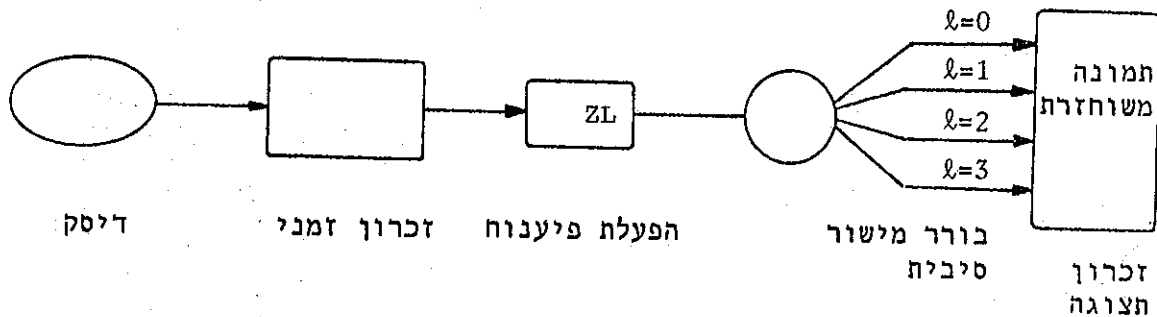 ℓ=0
ℓ=1
ℓ=2
ℓ=3
תמונה
משוחזרת
ZL
דיסק
זכרון זמני
הפעלת פיענוח
בורר מישור
סיבית
זכרון
תצוגה